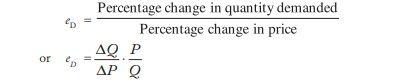 e_D = Percentage change in quantity demanded / Percentage change in price
or e_D = ΔQ/ΔP · P/Q